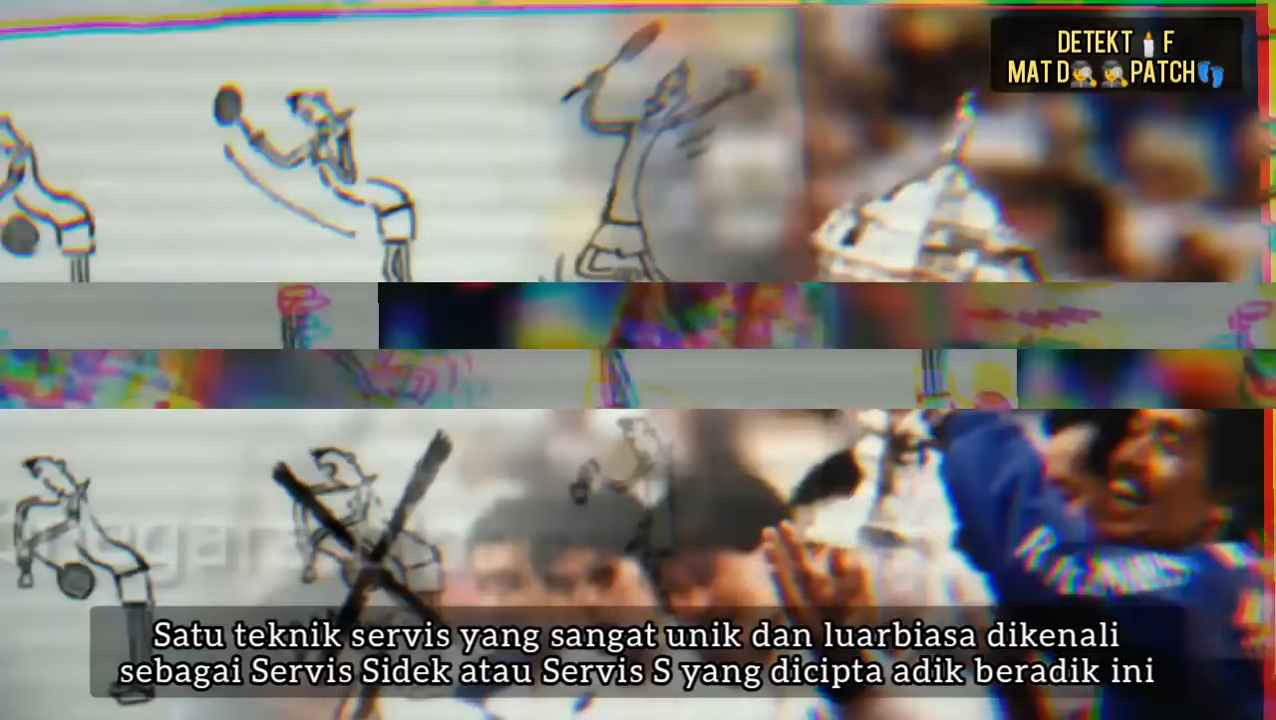 DETEKT🕯F
MAT D🕵🕵PATCH👣
Satu teknik servis yang sangat unik dan luarbiasa dikenali
sebagai Servis Sidek atau Servis S yang dicipta adik beradik ini